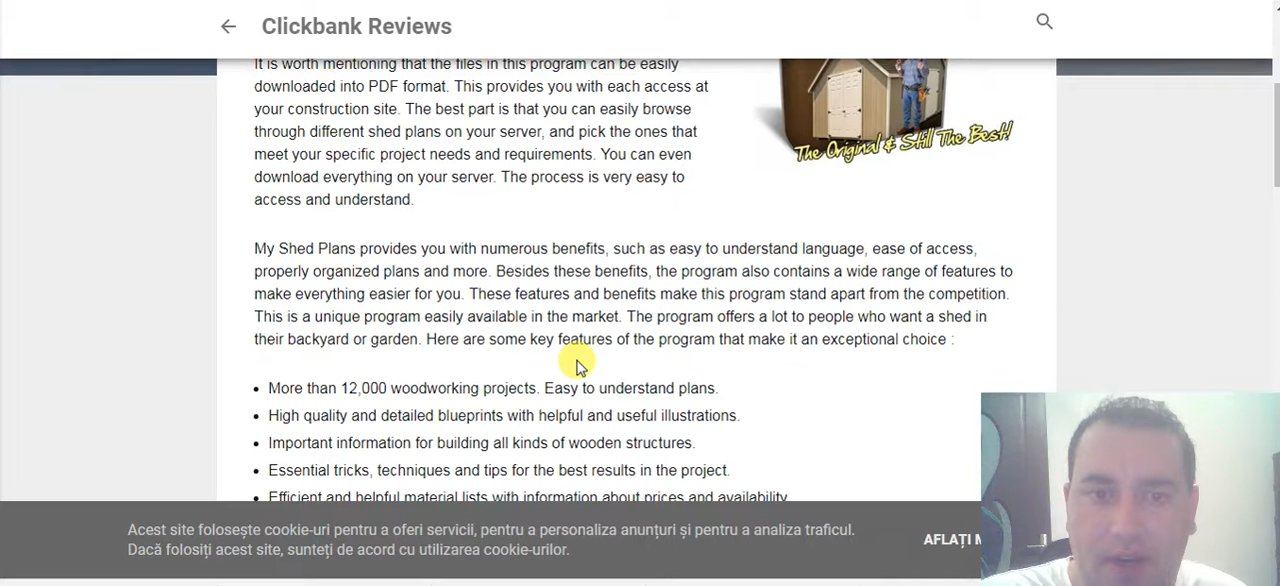 Clickbank Reviews
It is worth mentioning that the files in this program can be easily
downloaded into PDF format. This provides you with each access at
your construction site. The best part is that you can easily browse
through different shed plans on your server, and pick the ones that
meet your specific project needs and requirements. You can even
download everything on your server. The process is very easy to
access and understand.
The Original & Still The Best!
My Shed Plans provides you with numerous benefits, such as easy to understand language, ease of access,
properly organized plans and more. Besides these benefits, the program also contains a wide range of features to
make everything easier for you. These features and benefits make this program stand apart from the competition.
This is a unique program easily available in the market. The program offers a lot to people who want a shed in
their backyard or garden. Here are some key features of the program that make it an exceptional choice :
• More than 12,000 woodworking projects. Easy to understand plans.
• High quality and detailed blueprints with helpful and useful illustrations.
• Important information for building all kinds of wooden structures.
• Essential tricks, techniques and tips for the best results in the project.
• Efficient and helpful material lists with information about prices and availability
Acest site folosește cookie-uri pentru a oferi servicii, pentru a personaliza anunțuri și pentru a analiza traficul.
Dacă folosiți acest site, sunteți de acord cu utilizarea cookie-urilor.
AFLAȚI